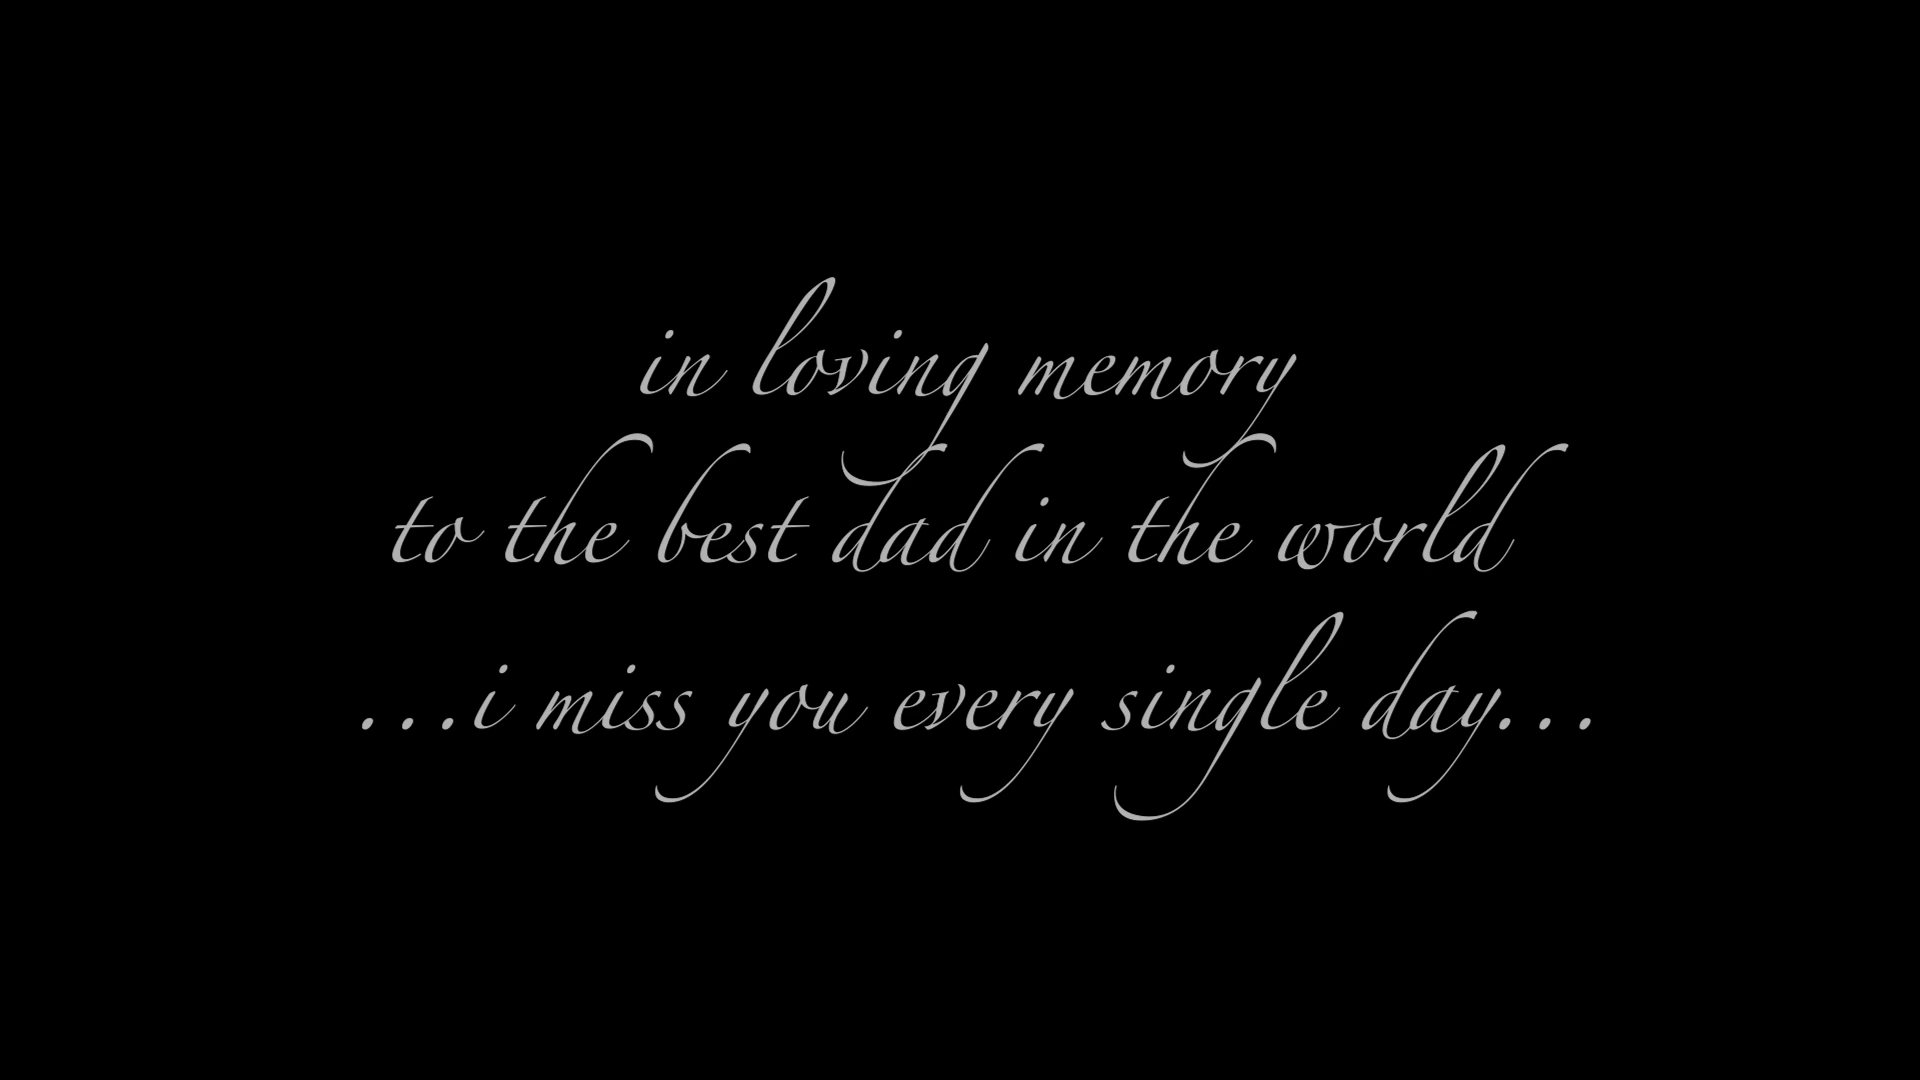 in loving memory
to the best dad in the world
...i miss you every single day...